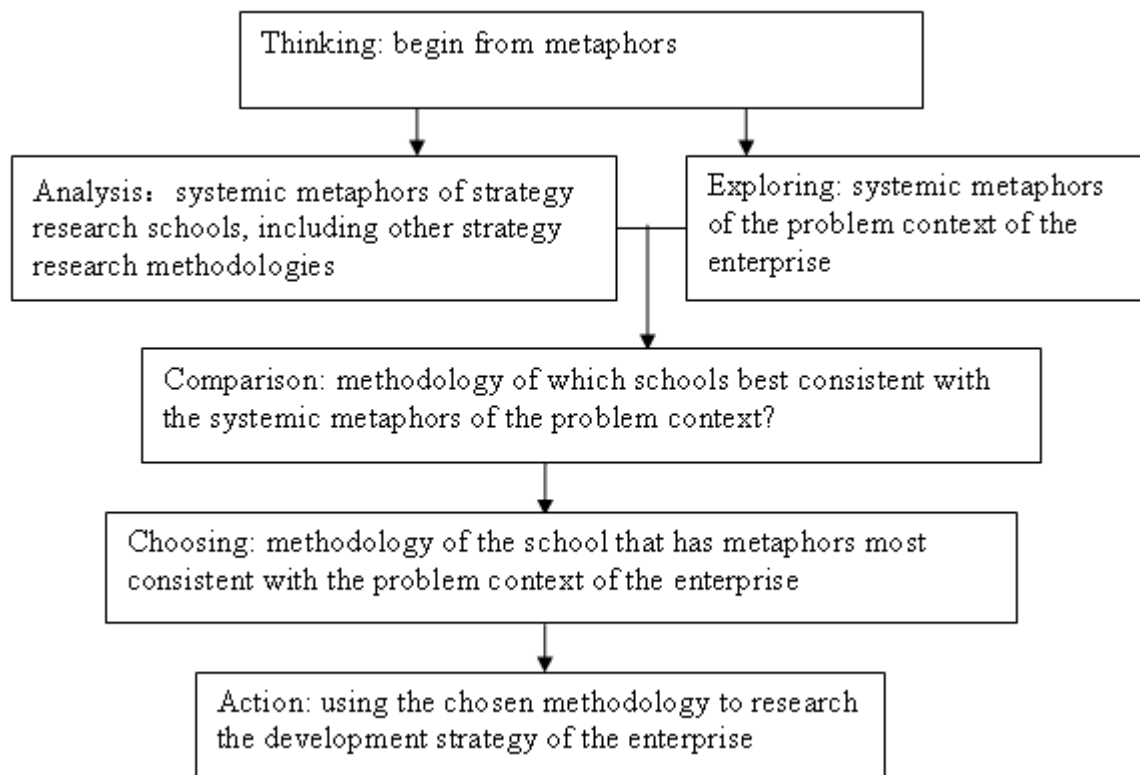 Thinking: begin from metaphors
Analysis：systemic metaphors of strategy
research schools, including other strategy
research methodologies
Exploring: systemic metaphors
of the problem context of the
enterprise
Comparison: methodology of which schools best consistent with
the systemic metaphors of the problem context?
Choosing: methodology of the school that has metaphors most
consistent with the problem context of the enterprise
Action: using the chosen methodology to research
the development strategy of the enterprise